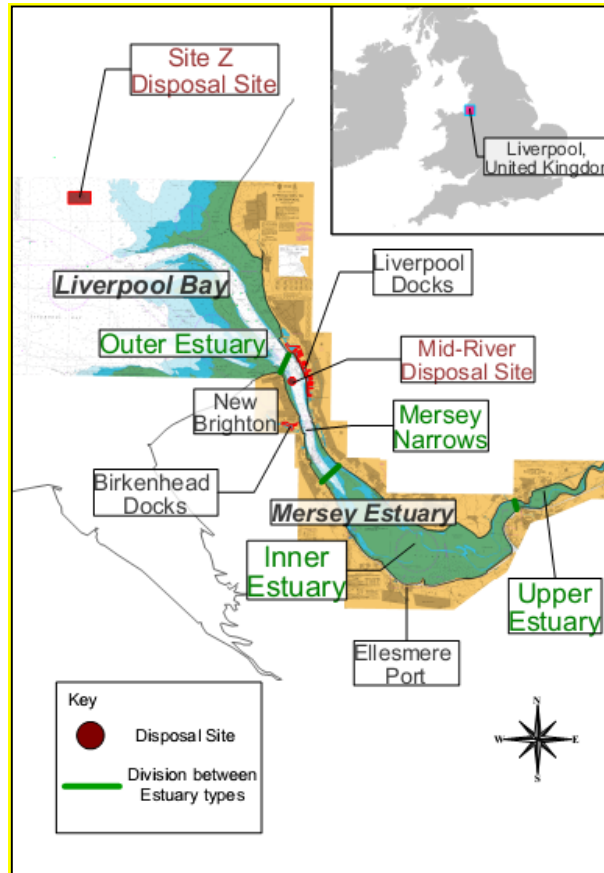 Site Z
Disposal Site
Liverpool,
United Kingdom
Liverpool
Docks
Liverpool Bay
Outer Estuary
Mid-River
Disposal Site
New
Brighton
Mersey
Narrows
Birkenhead
Docks
Mersey Estuary
Inner
Estuary
Upper
Estuary
Ellesmere
Port
Key
Disposal Site
Division between
Estuary types
N
W
E
S